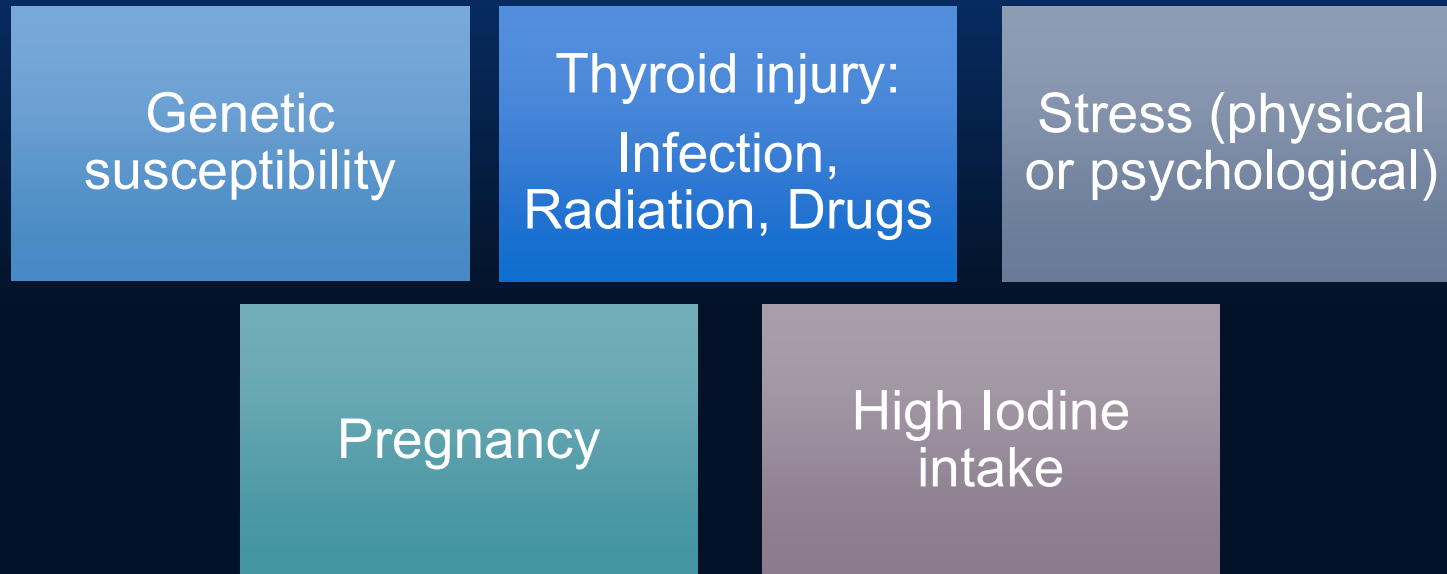 Genetic
susceptibility
Thyroid injury:
Infection,
Radiation, Drugs
Stress (physical
or psychological)
Pregnancy
High Iodine
intake